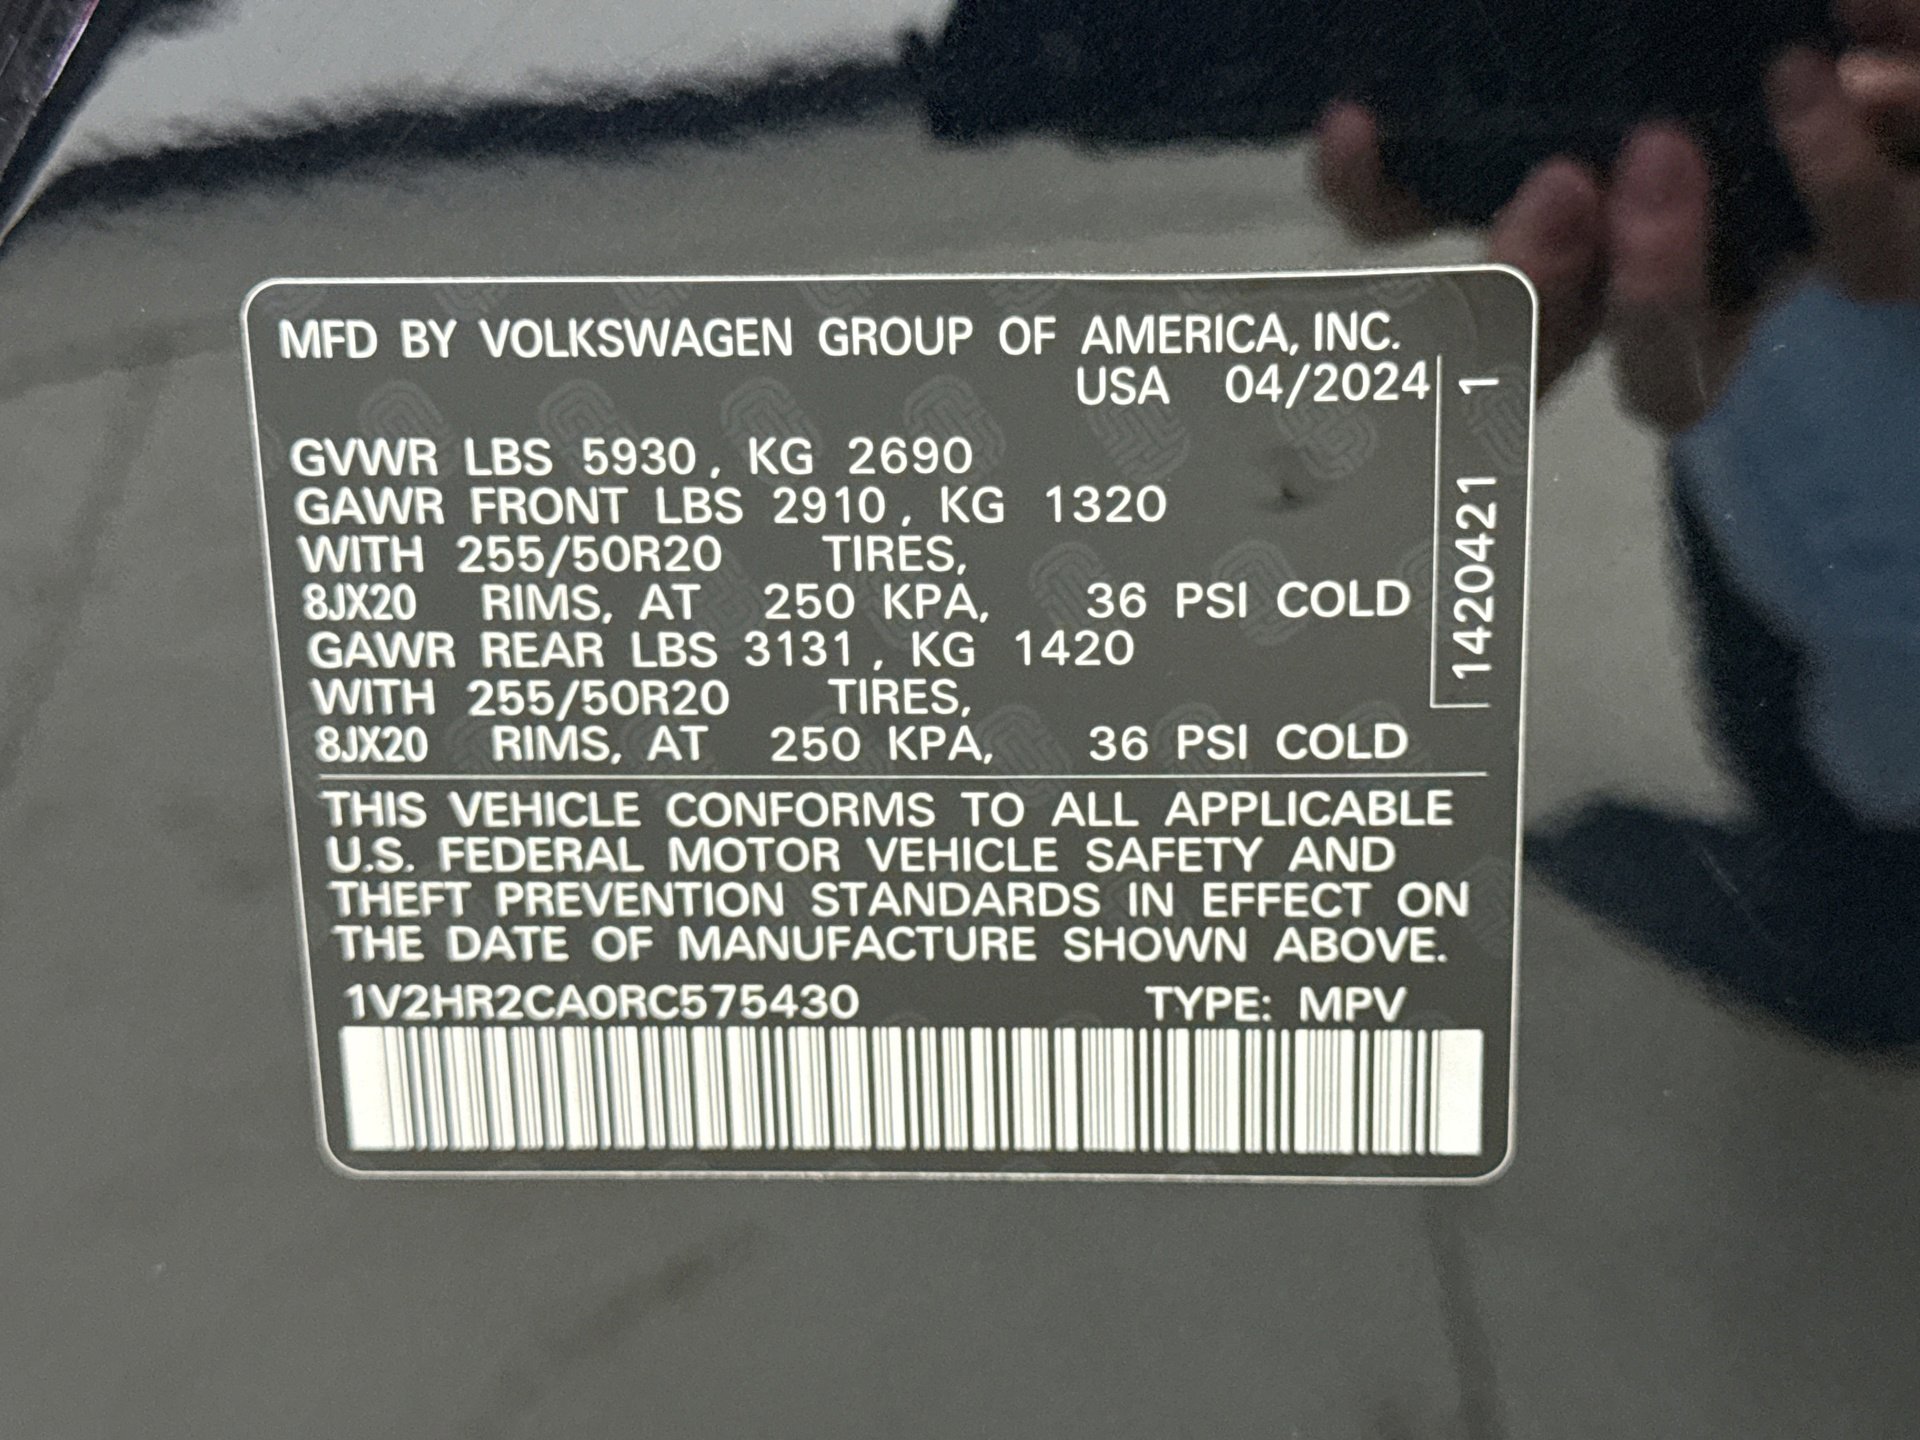 MFD BY VOLKSWAGEN GROUP OF AMERICA, INC.
USA 04/2024
GVWR LBS 5930, KG 2690
GAWR FRONT LBS 2910, KG 1320
WITH 255/50R20 TIRES,
8JX20 RIMS, AT 250 KPA, 36 PSI COLD
GAWR REAR LBS 3131, KG 1420
WITH 255/50R20 TIRES,
8JX20 RIMS, AT 250 KPA, 36 PSI COLD
1420421 1
THIS VEHICLE CONFORMS TO ALL APPLICABLE
U.S. FEDERAL MOTOR VEHICLE SAFETY AND
THEFT PREVENTION STANDARDS IN EFFECT ON
THE DATE OF MANUFACTURE SHOWN ABOVE.
1V2HR2CA0RC575430 TYPE: MPV